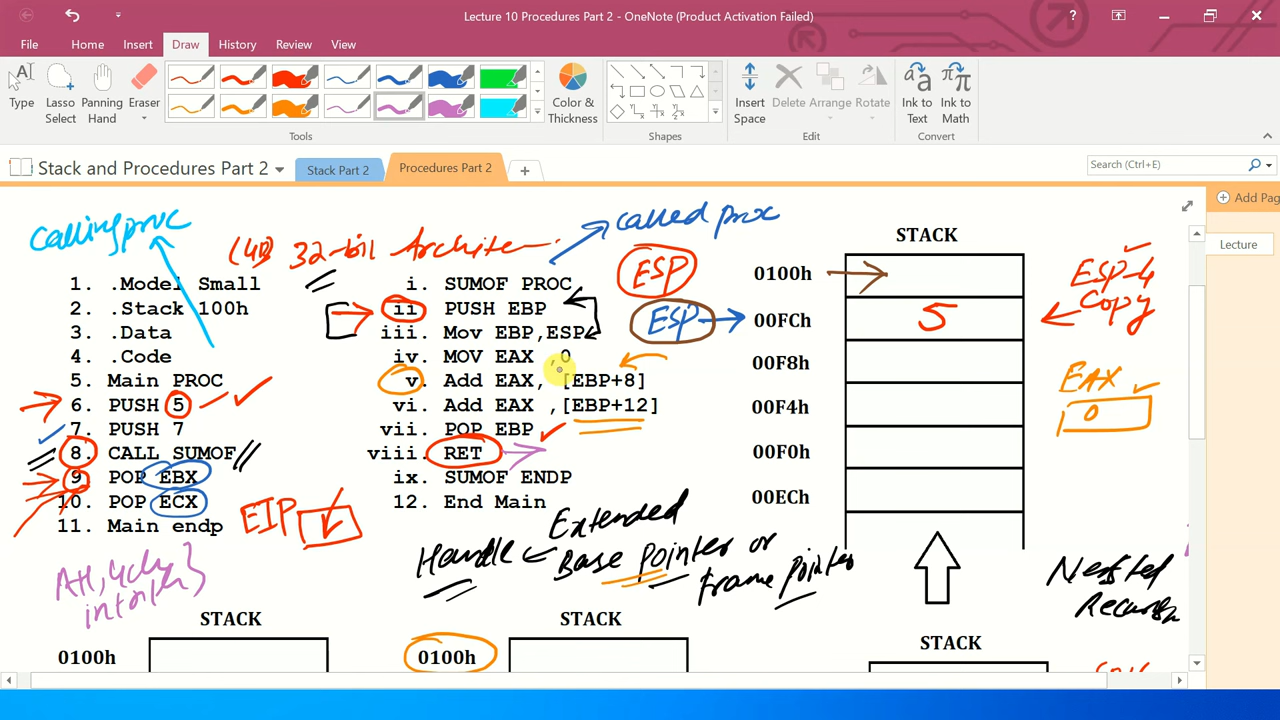 Lecture 10 Procedures Part 2 - OneNote (Product Activation Failed)
File Home Insert Draw History Review View
Type
Lasso Select
Panning Hand
Eraser
Color & Thickness
Insert Space
Delete
Arrange
Rotate
Ink to Text
Ink to Math
Tools
Shapes
Edit
Convert
Stack and Procedures Part 2
Stack Part 2
Procedures Part 2
Search (Ctrl+E)
Add Pag
Lecture
Calling proc
(4B) 32-bit
called proc
1. .Model Small
2. .Stack 100h
3. .Data
4. .Code
5. Main PROC
6. PUSH 5
7. PUSH 7
8. CALL SUMOF
9. POP EBX
10. POP ECX
11. Main endp
i. SUMOF PROC
ii PUSH EBP
iii. Mov EBP,ESP
iv. MOV EAX ,0
v. Add EAX, [EBP+8]
vi. Add EAX ,[EBP+12]
vii. POP EBP
viii. RET
ix. SUMOF ENDP
12. End Main
ESP
ESP
STACK
0100h
00FCh 5
00F8h
00F4h
00F0h
00ECh
ESP-4
Copy
EAX
0
EIP
Handle
Extended
Base Pointer or
Frame Pointer
STACK
0100h
STACK
0100h
STACK